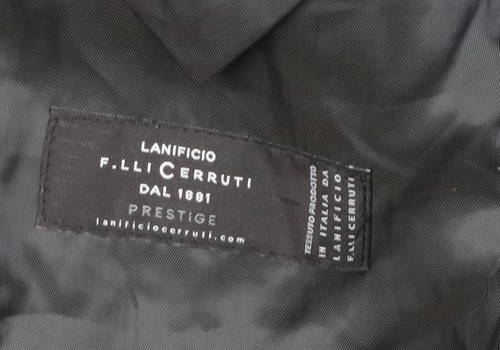 LANIFICIO
F.LLI CERRUTI
DAL 1881
PRESTIGE
lanificiocerruti.com
TESSUTO PRODOTTO
IN ITALIA DA
LANIFICIO
F.LLI CERRUTI